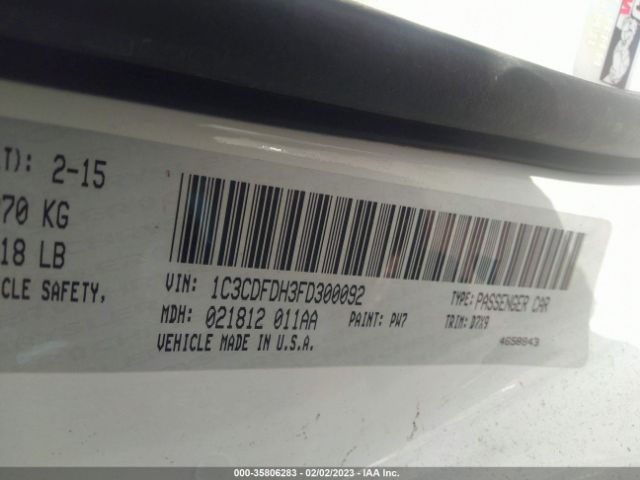 T): 2-15
70 KG
18 LB
CLE SAFETY,
VIN: 1C3CDFDH3FD300092 TYPE: PASSENGER CAR
MDH: 021812 011AA PAINT: PW7 TRIM: D7X9
VEHICLE MADE IN U.S.A. 4658843
000-35806283 - 02/02/2023 - IAA Inc.